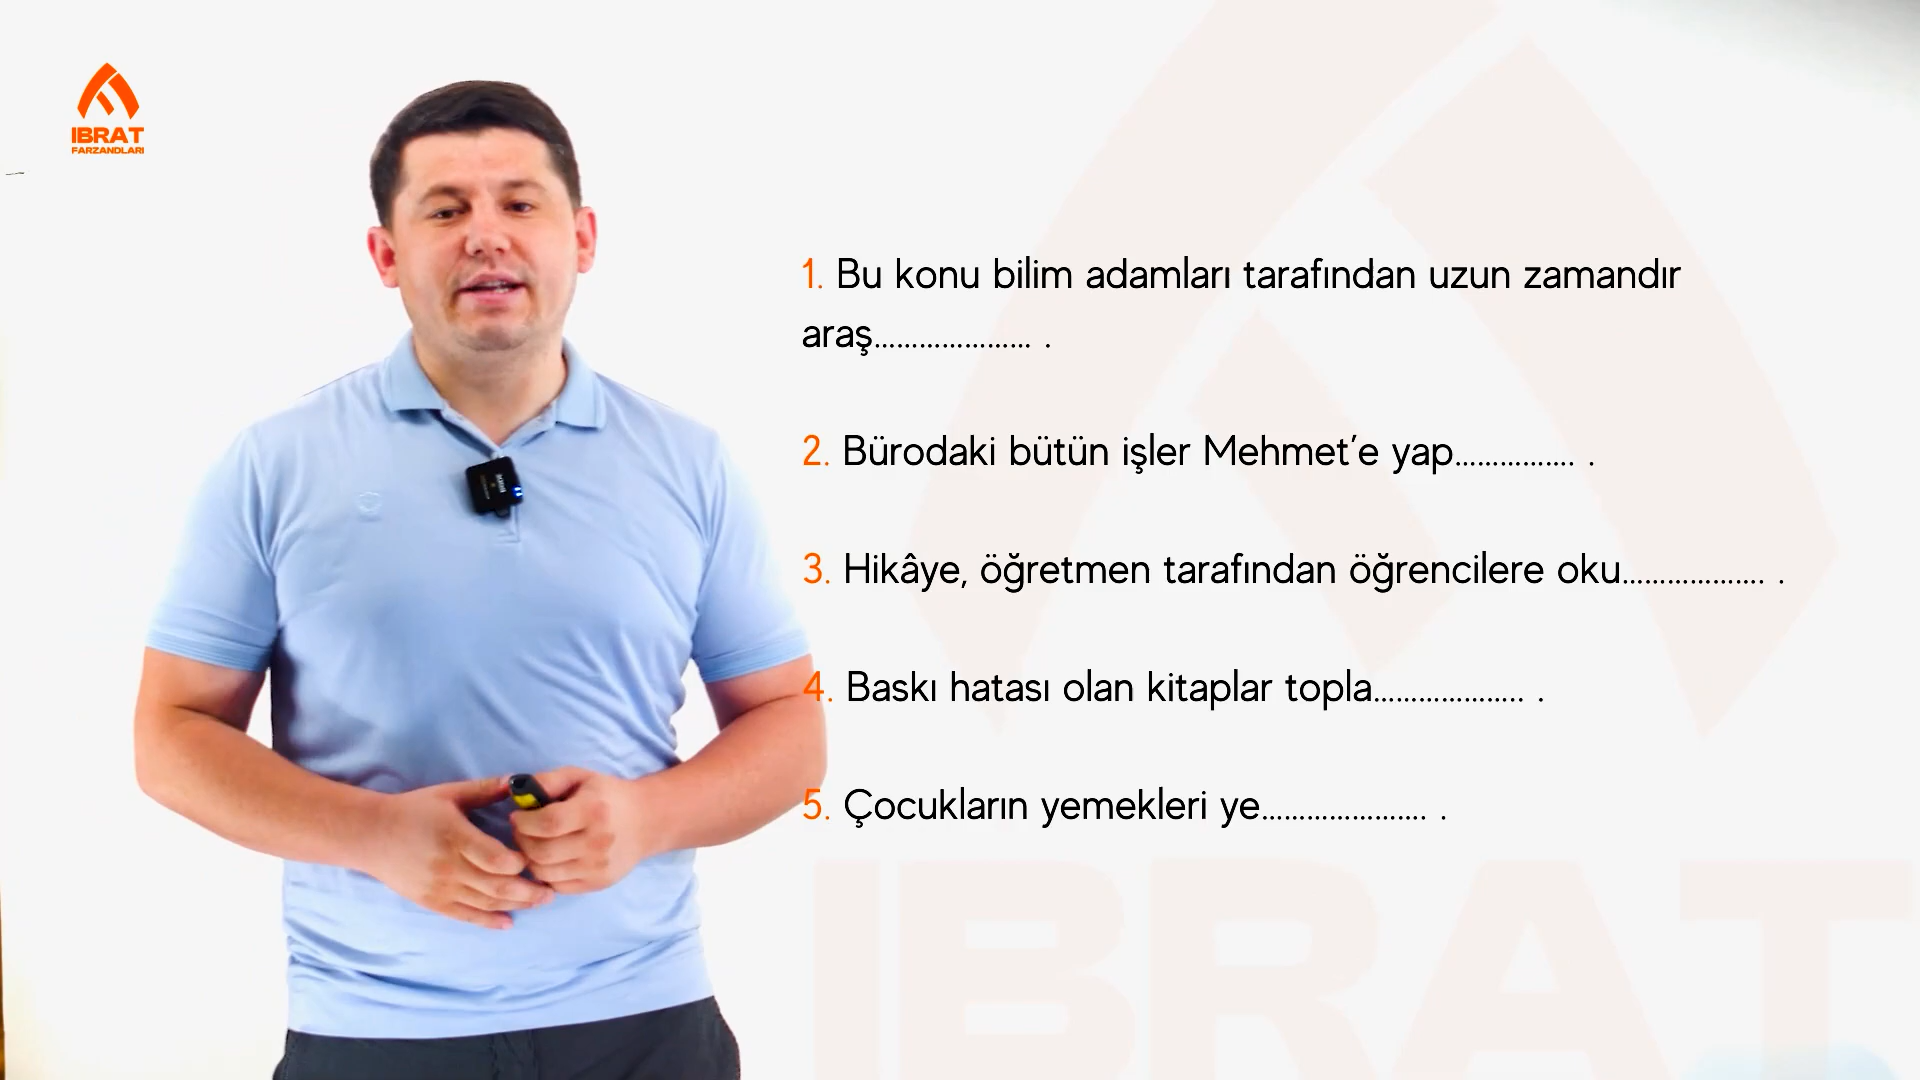 IBRAT
FARZANDLARI
1. Bu konu bilim adamları tarafından uzun zamandır
araş..................... .
2. Bürodaki bütün işler Mehmet’e yap................ .
3. Hikâye, öğretmen tarafından öğrencilere oku................... .
4. Baskı hatası olan kitaplar topla.................... .
5. Çocukların yemekleri ye...................... .
IBRAT